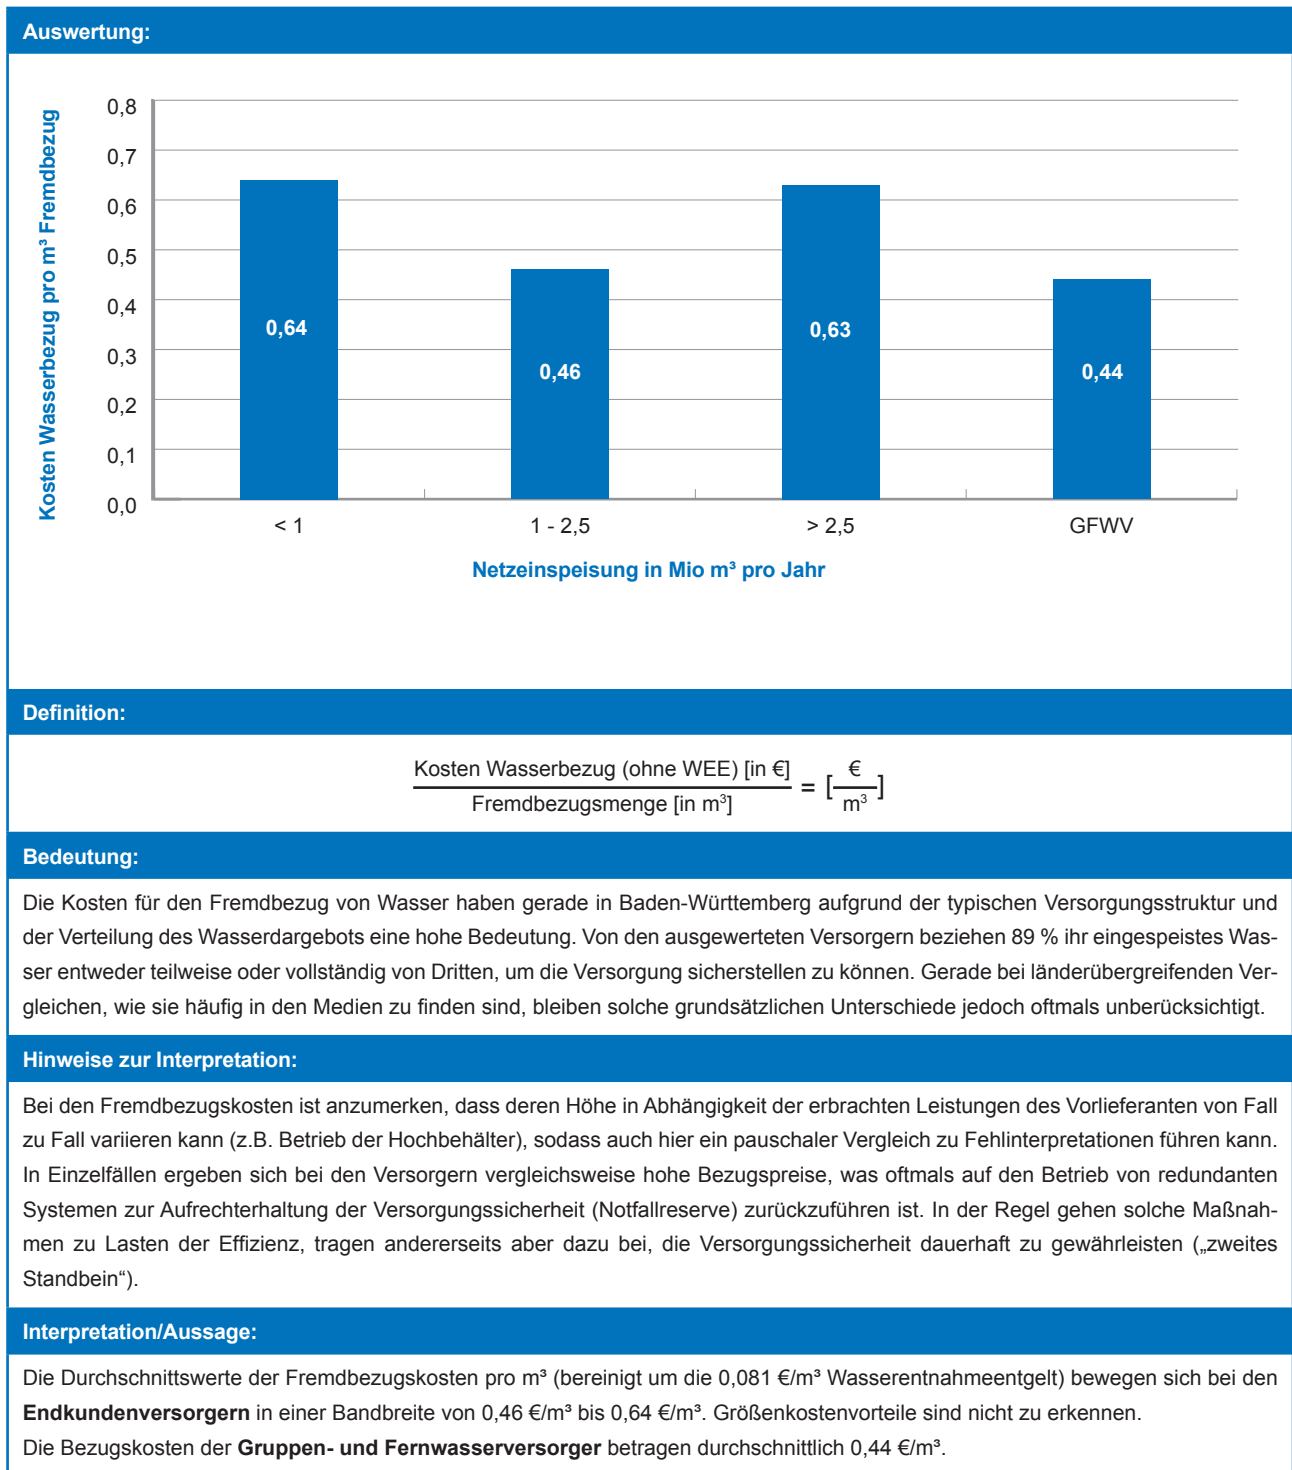 Auswertung:
Kosten Wasserbezug pro m³ Fremdbezug
0,8
0,7
0,6
0,5
0,4
0,3
0,2
0,1
0,0
0,64
0,46
0,63
0,44
< 1
1 - 2,5
> 2,5
GFWV
Netzeinspeisung in Mio m³ pro Jahr
Definition:
Kosten Wasserbezug (ohne WEE) [in €]
Fremdbezugsmenge [in m³]
= [€/m³]
Bedeutung:
Die Kosten für den Fremdbezug von Wasser haben gerade in Baden-Württemberg aufgrund der typischen Versorgungsstruktur und
der Verteilung des Wasserdargebots eine hohe Bedeutung. Von den ausgewerteten Versorgern beziehen 89 % ihr eingespeistes Was-
ser entweder teilweise oder vollständig von Dritten, um die Versorgung sicherstellen zu können. Gerade bei länderübergreifenden Ver-
gleichen, wie sie häufig in den Medien zu finden sind, bleiben solche grundsätzlichen Unterschiede jedoch oftmals unberücksichtigt.
Hinweise zur Interpretation:
Bei den Fremdbezugskosten ist anzumerken, dass deren Höhe in Abhängigkeit der erbrachten Leistungen des Vorlieferanten von Fall
zu Fall variieren kann (z.B. Betrieb der Hochbehälter), sodass auch hier ein pauschaler Vergleich zu Fehlinterpretationen führen kann.
In Einzelfällen ergeben sich bei den Versorgern vergleichsweise hohe Bezugspreise, was oftmals auf den Betrieb von redundanten
Systemen zur Aufrechterhaltung der Versorgungssicherheit (Notfallreserve) zurückzuführen ist. In der Regel gehen solche Maßnah-
men zu Lasten der Effizienz, tragen andererseits aber dazu bei, die Versorgungssicherheit dauerhaft zu gewährleisten („zweites
Standbein“).
Interpretation/Aussage:
Die Durchschnittswerte der Fremdbezugskosten pro m³ (bereinigt um die 0,081 €/m³ Wasserentnahmeentgelt) bewegen sich bei den
Endkundenversorgern in einer Bandbreite von 0,46 €/m³ bis 0,64 €/m³. Größenkostenvorteile sind nicht zu erkennen.
Die Bezugskosten der Gruppen- und Fernwasserversorger betragen durchschnittlich 0,44 €/m³.